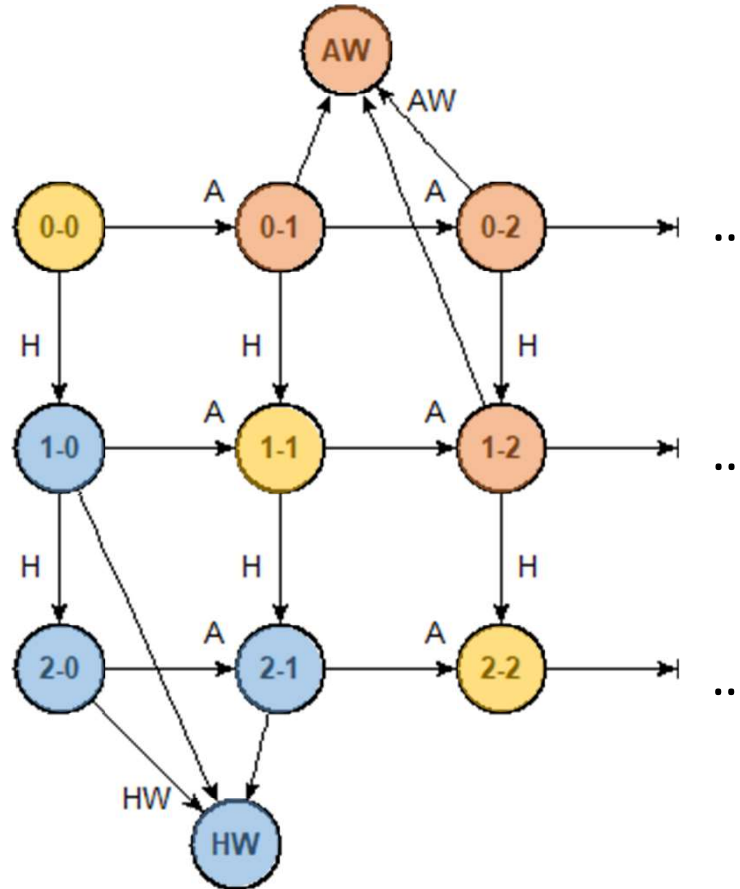 AW
AW
A A
0-0 0-1 0-2 ..
H H H
A A
1-0 1-1 1-2 ..
H H H
A A
2-0 2-1 2-2 ..
HW
HW